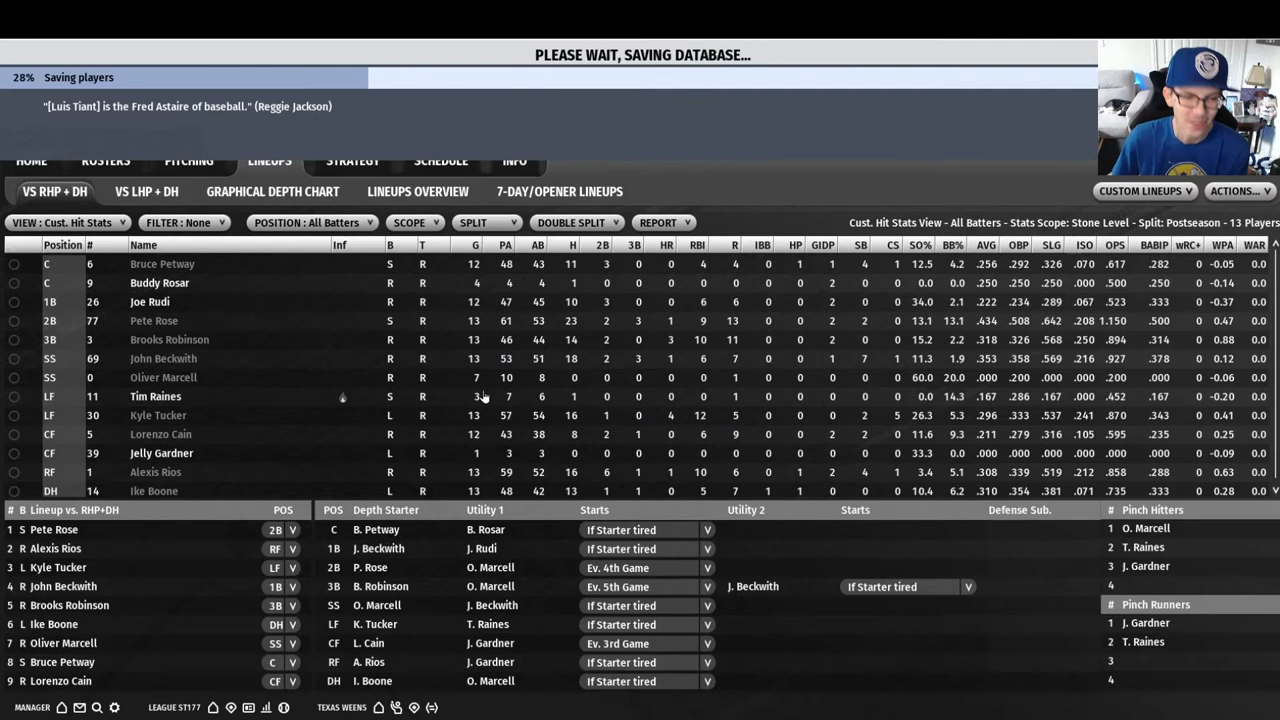 PLEASE WAIT, SAVING DATABASE...
28% Saving players
"[Luis Tiant] is the Fred Astaire of baseball." (Reggie Jackson)
HOME ROSTERS PITCHING LINEUPS STRATEGY SCHEDULE INFO
VS RHP + DH VS LHP + DH GRAPHICAL DEPTH CHART LINEUPS OVERVIEW 7-DAY/OPENER LINEUPS CUSTOM LINEUPS ACTIONS...
VIEW : Cust. Hit Stats FILTER : None POSITION : All Batters SCOPE SPLIT DOUBLE SPLIT REPORT Cust. Hit Stats View - All Batters - Stats Scope: Stone Level - Split: Postseason - 13 Players
Position # Name Inf B T G PA AB H 2B 3B HR RBI R IBB HP GIDP SB CS SO% BB% AVG OBP SLG ISO OPS BABIP wRC+ WPA WAR
C 6 Bruce Petway S R 12 48 43 11 3 0 0 4 4 0 1 1 4 1 12.5 4.2 .256 .292 .326 .070 .617 .282 0 -0.05 0.0
C 9 Buddy Rosar R R 4 4 4 1 0 0 0 0 0 0 0 2 0 0 0.0 0.0 .250 .250 .250 .000 .500 .250 0 -0.14 0.0
1B 26 Joe Rudi R R 12 47 45 10 3 0 0 6 6 0 0 2 0 0 34.0 2.1 .222 .234 .289 .067 .523 .333 0 -0.37 0.0
2B 77 Pete Rose S R 13 61 53 23 2 3 1 9 13 0 0 2 2 0 13.1 13.1 .434 .508 .642 .208 1.150 .500 0 0.47 0.0
3B 3 Brooks Robinson R R 13 46 44 14 2 0 3 10 11 0 0 2 0 0 15.2 2.2 .318 .326 .568 .250 .894 .314 0 0.88 0.0
SS 69 John Beckwith R R 13 53 51 18 2 3 1 6 7 0 0 2 7 1 11.3 1.9 .353 .358 .569 .216 .927 .378 0 0.12 0.0
SS 0 Oliver Marcell R R 7 10 8 0 0 0 0 0 1 0 0 0 0 0 60.0 20.0 .000 .200 .000 .000 .200 .000 0 -0.06 0.0
LF 11 Tim Raines S R 3 7 6 1 0 0 0 0 1 0 0 0 0 0 0.0 14.3 .167 .286 .167 .000 .452 .167 0 -0.20 0.0
LF 30 Kyle Tucker L R 13 57 54 16 1 0 4 12 5 0 0 0 2 0 26.3 5.3 .296 .333 .537 .241 .870 .343 0 0.41 0.0
CF 5 Lorenzo Cain R R 12 43 38 8 2 1 0 6 9 0 0 0 1 0 11.6 9.3 .211 .279 .316 .105 .595 .235 0 0.25 0.0
CF 39 Jelly Gardner L R 1 3 3 0 0 0 0 0 0 0 0 0 0 0 33.3 0.0 .000 .000 .000 .000 .000 .000 0 -0.09 0.0
RF 1 Alexis Rios R R 13 59 52 16 6 1 1 10 6 0 0 2 4 1 3.4 5.1 .308 .339 .519 .212 .858 .288 0 0.63 0.0
DH 14 Ike Boone L R 13 48 42 13 1 1 0 5 7 1 1 0 0 0 10.4 6.2 .310 .354 .381 .071 .735 .333 0 0.28 0.0
# B Lineup vs. RHP+DH POS POS Depth Starter Utility 1 Starts Utility 2 Starts Defense Sub. # Pinch Hitters
1 S Pete Rose 2B V C B. Petway B. Rosar If Starter tired V 1 O. Marcell
2 R Alexis Rios RF V 1B J. Beckwith J. Rudi If Starter tired V 2 T. Raines
3 L Kyle Tucker LF V 2B P. Rose O. Marcell Ev. 4th Game V 3 J. Gardner
4 R John Beckwith 1B V 3B B. Robinson O. Marcell Ev. 5th Game V J. Beckwith If Starter tired V 4
5 R Brooks Robinson 3B V SS O. Marcell J. Beckwith If Starter tired V # Pinch Runners
6 L Ike Boone DH V LF K. Tucker T. Raines If Starter tired V 1 J. Gardner
7 R Oliver Marcell SS V CF L. Cain J. Gardner Ev. 3rd Game V 2 T. Raines
8 S Bruce Petway C V RF A. Rios J. Gardner If Starter tired V 3
9 R Lorenzo Cain CF V DH I. Boone O. Marcell If Starter tired V 4
MANAGER LEAGUE ST177 TEXAS WEENS